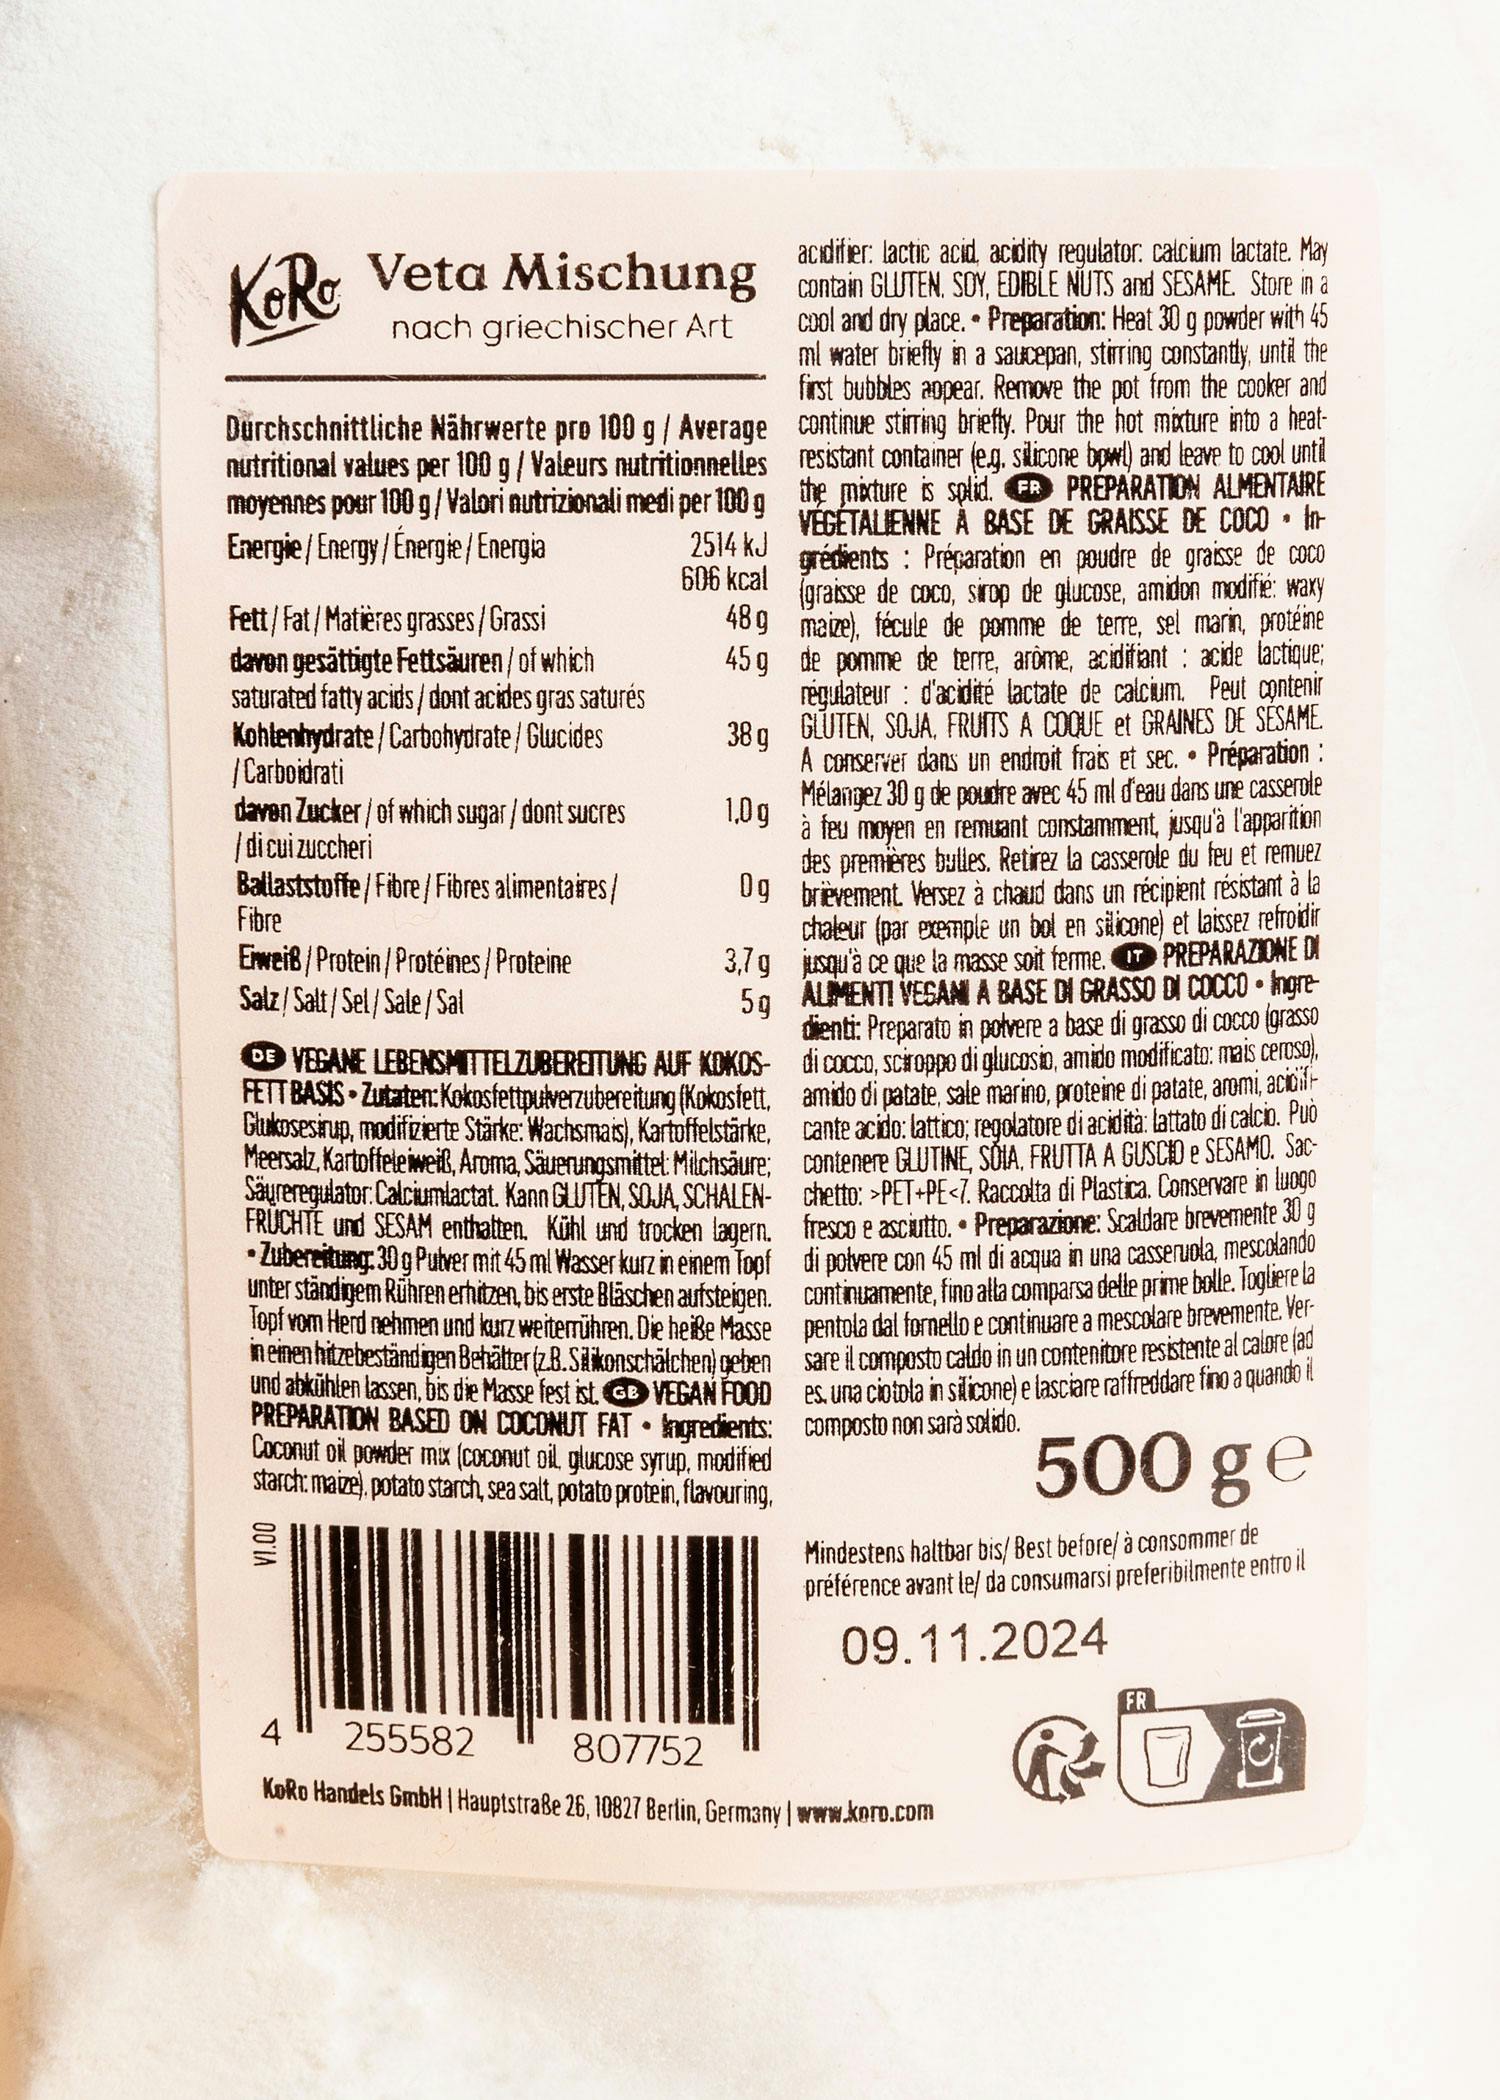 KoRo
Veta Mischung
nach griechischer Art
Durchschnittliche Nährwerte pro 100 g / Average
nutritional values per 100 g / Valeurs nutritionnelles
moyennes pour 100 g / Valori nutrizionali medi per 100 g
Energie / Energy / Énergie / Energia 2514 kJ
606 kcal
Fett / Fat / Matières grasses / Grassi 48 g
davon gesättigte Fettsäuren / of which 45 g
saturated fatty acids / dont acides gras saturés
Kohlenhydrate / Carbohydrate / Glucides 38 g
/ Carboidrati
davon Zucker / of which sugar / dont sucres 1,0 g
/ di cui zuccheri
Ballaststoffe / Fibre / Fibres alimentaires / 0 g
Fibre
Eiweiß / Protein / Protéines / Proteine 3,7 g
Salz / Salt / Sel / Sale / Sal 5 g
DE VEGANE LEBENSMITTELZUBEREITUNG AUF KOKOS-
FETT BASIS • Zutaten: Kokosfettpulverzubereitung (Kokosfett,
Glukosesirup, modifizierte Stärke: Wachsmais), Kartoffelstärke,
Meersalz, Kartoffeleiweiß, Aroma, Säuerungsmittel: Milchsäure;
Säureregulator: Calciumlactat. Kann GLUTEN, SOJA, SCHALEN-
FRÜCHTE und SESAM enthalten. Kühl und trocken lagern.
• Zubereitung: 30 g Pulver mit 45 ml Wasser kurz in einem Topf
unter ständigem Rühren erhitzen, bis erste Bläschen aufsteigen.
Topf vom Herd nehmen und kurz weiterrühren. Die heiße Masse
in einen hitzebeständigen Behälter (z.B. Silikonschälchen) geben
und abkühlen lassen, bis die Masse fest ist. GB VEGAN FOOD
PREPARATION BASED ON COCONUT FAT • Ingredients:
Coconut oil powder mix (coconut oil, glucose syrup, modified
starch: maize), potato starch, sea salt, potato protein, flavouring,
acidifier: lactic acid, acidity regulator: calcium lactate. May
contain GLUTEN, SOY, EDIBLE NUTS and SESAME. Store in a
cool and dry place. • Preparation: Heat 30 g powder with 45
ml water briefly in a saucepan, stirring constantly, until the
first bubbles appear. Remove the pot from the cooker and
continue stirring briefly. Pour the hot mixture into a heat-
resistant container (e.g. silicone bowl) and leave to cool until
the mixture is solid. FR PREPARATION ALMENTAIRE
VÉGÉTALIENNE À BASE DE GRAISSE DE COCO • In-
grédients : Préparation en poudre de graisse de coco
(graisse de coco, sirop de glucose, amidon modifié: waxy
maize), fécule de pomme de terre, sel marin, protéine
de pomme de terre, arôme, acidifiant : acide lactique;
régulateur : d'acidité lactate de calcium. Peut contenir
GLUTEN, SOJA, FRUITS A COQUE et GRAINES DE SÉSAME.
A conserver dans un endroit frais et sec. • Préparation :
Mélangez 30 g de poudre avec 45 ml d'eau dans une casserole
à feu moyen en remuant constamment, jusqu'à l'apparition
des premières bulles. Retirez la casserole du feu et remuez
brièvement. Versez à chaud dans un récipient résistant à la
chaleur (par exemple un bol en silicone) et laissez refroidir
jusqu'à ce que la masse soit ferme. IT PREPARAZIONE DI
ALIMENTI VEGANI A BASE DI GRASSO DI COCCO • Ingre-
dienti: Preparato in polvere a base di grasso di cocco (grasso
di cocco, sciroppo di glucosio, amido modificato: mais ceroso),
amido di patate, sale marino, proteine di patate, aromi, acidifi-
cante acido: lattico; regolatore di acidità: lattato di calcio. Può
contenere GLUTINE, SOIA, FRUTTA A GUSCIO e SESAMO. Sac-
chetto: >PET+PE<7. Raccolta di Plastica. Conservare in luogo
fresco e asciutto. • Preparazione: Scaldare brevemente 30 g
di polvere con 45 ml di acqua in una casseruola, mescolando
continuamente, fino alla comparsa delle prime bolle. Togliere la
pentola dal fornello e continuare a mescolare brevemente. Ver-
sare il composto caldo in un contenitore resistente al calore (ad
es. una ciotola in silicone) e lasciare raffreddare fino a quando il
composto non sarà solido.
500 g e
Mindestens haltbar bis/ Best before/ à consommer de
préférence avant le/ da consumarsi preferibilmente entro il
09.11.2024
FR
V1.00
4 255582 807752
KoRo Handels GmbH | Hauptstraße 26, 10827 Berlin, Germany | www.koro.com